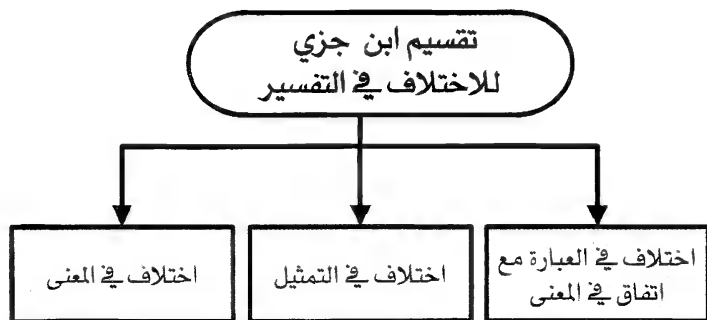 تقسيم ابن جزي
للاختلاف في التفسير
اختلاف في العبارة مع
اتفاق في المعنى
اختلاف في التمثيل
اختلاف في المعنى